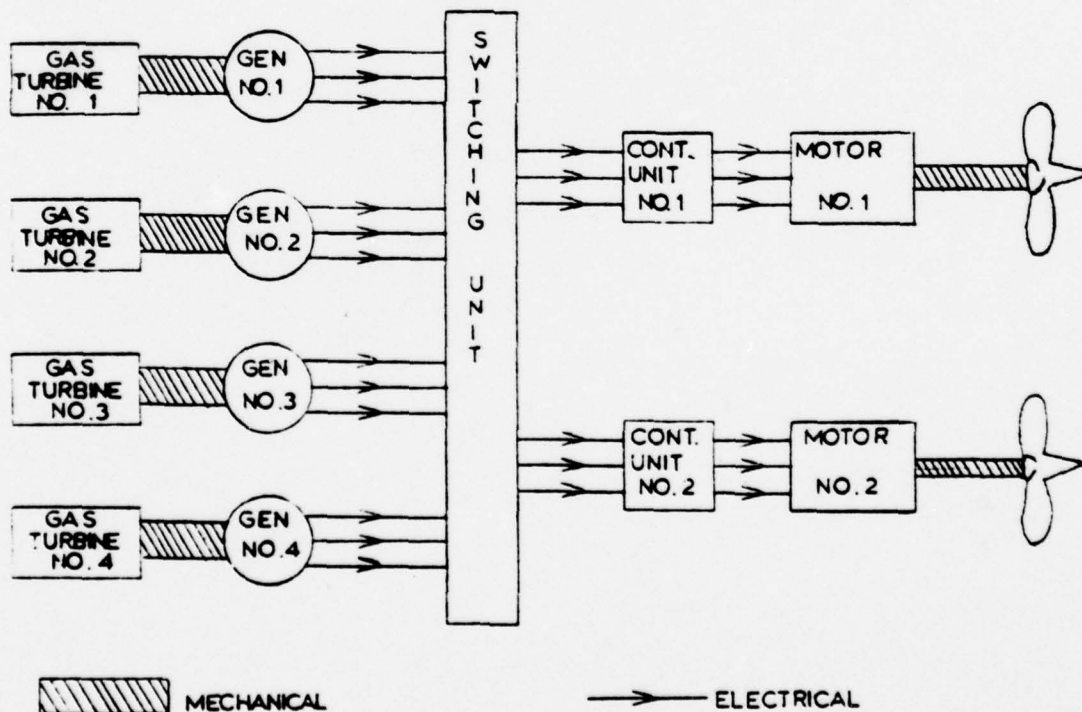 GAS
TURBINE
NO. 1
GEN
NO.1
GAS
TURBINE
NO.2
GEN
NO.2
GAS
TURBINE
NO.3
GEN
NO.3
GAS
TURBINE
NO.4
GEN
NO.4
SWITCHING UNIT
CONT.
UNIT
NO.1
MOTOR
NO.1
CONT.
UNIT
NO.2
MOTOR
NO.2
MECHANICAL
ELECTRICAL